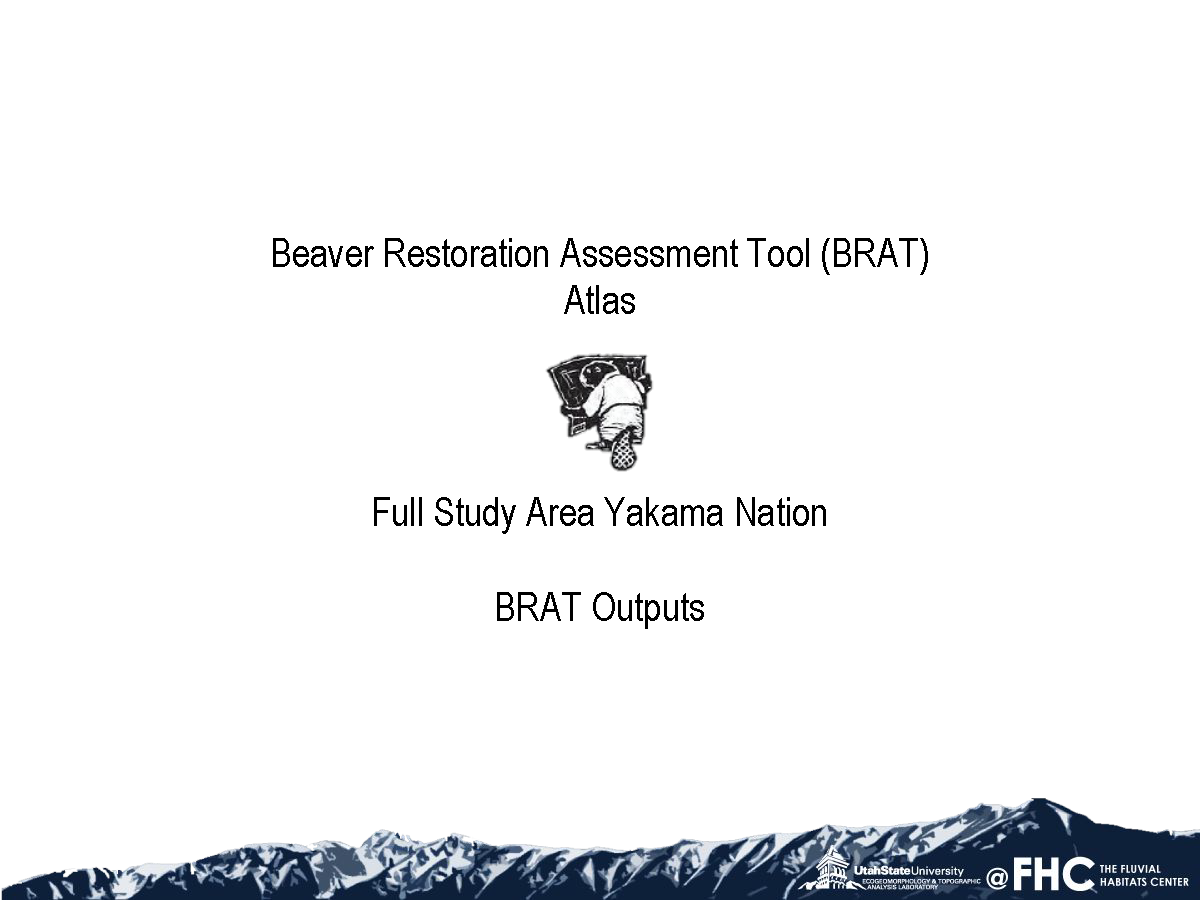 Beaver Restoration Assessment Tool (BRAT)
Atlas
Full Study Area Yakama Nation
BRAT Outputs
UtahStateUniversity
ECOGEOMORPHOLOGY & TOPOGRAPHIC
ANALYSIS LABORATORY
@FHC
THE FLUVIAL
HABITATS CENTER